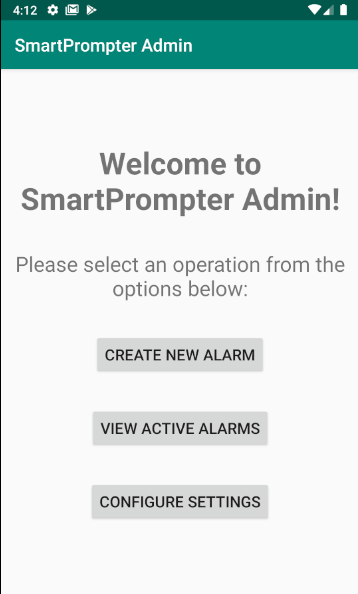 4:12
SmartPrompter Admin
Welcome to
SmartPrompter Admin!
Please select an operation from the
options below:
CREATE NEW ALARM
VIEW ACTIVE ALARMS
CONFIGURE SETTINGS